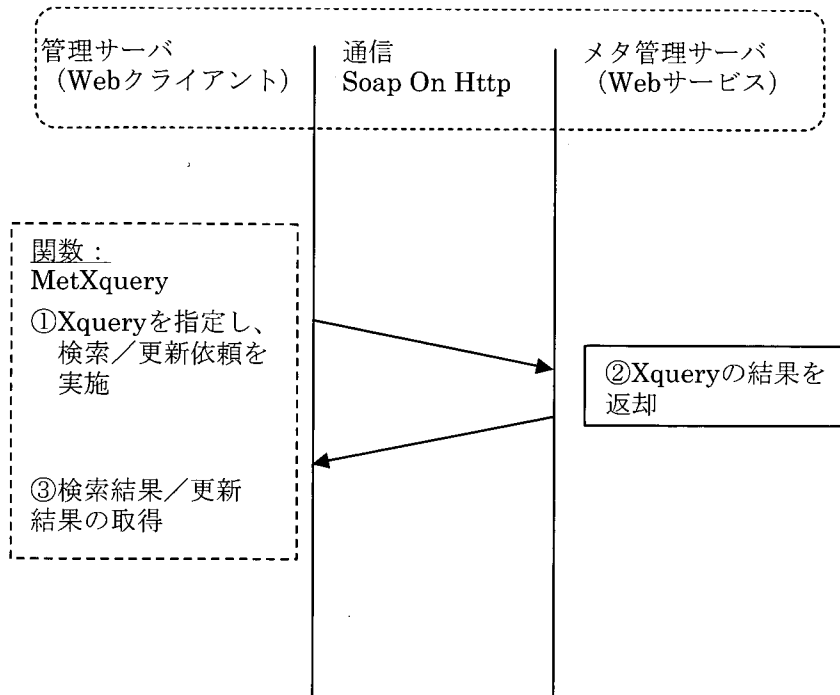 管理サーバ
（Webクライアント）
通信
Soap On Http
メタ管理サーバ
（Webサービス）
関数：
MetXquery
①Xqueryを指定し、
検索／更新依頼を
実施
②Xqueryの結果を
返却
③検索結果／更新
結果の取得